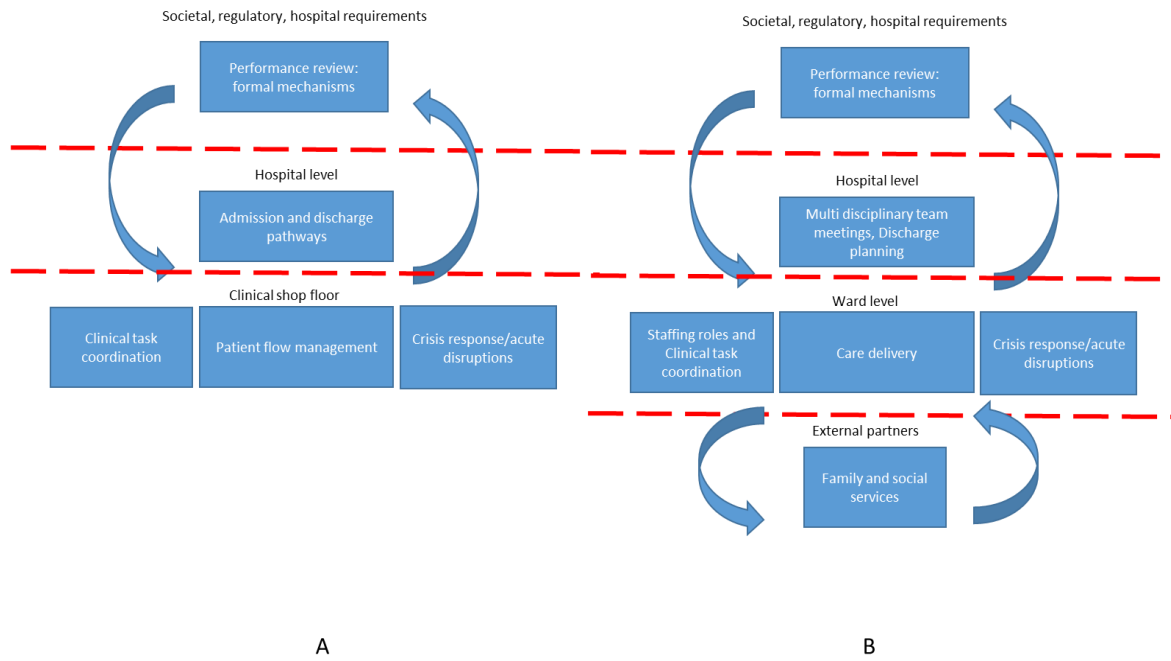 Societal, regulatory, hospital requirements
Performance review:
formal mechanisms
Hospital level
Admission and discharge
pathways
Clinical shop floor
Clinical task
coordination
Patient flow management
Crisis response/acute
disruptions
A
Societal, regulatory, hospital requirements
Performance review:
formal mechanisms
Hospital level
Multi disciplinary team
meetings, Discharge
planning
Ward level
Staffing roles and
Clinical task
coordination
Care delivery
Crisis response/acute
disruptions
External partners
Family and social
services
B